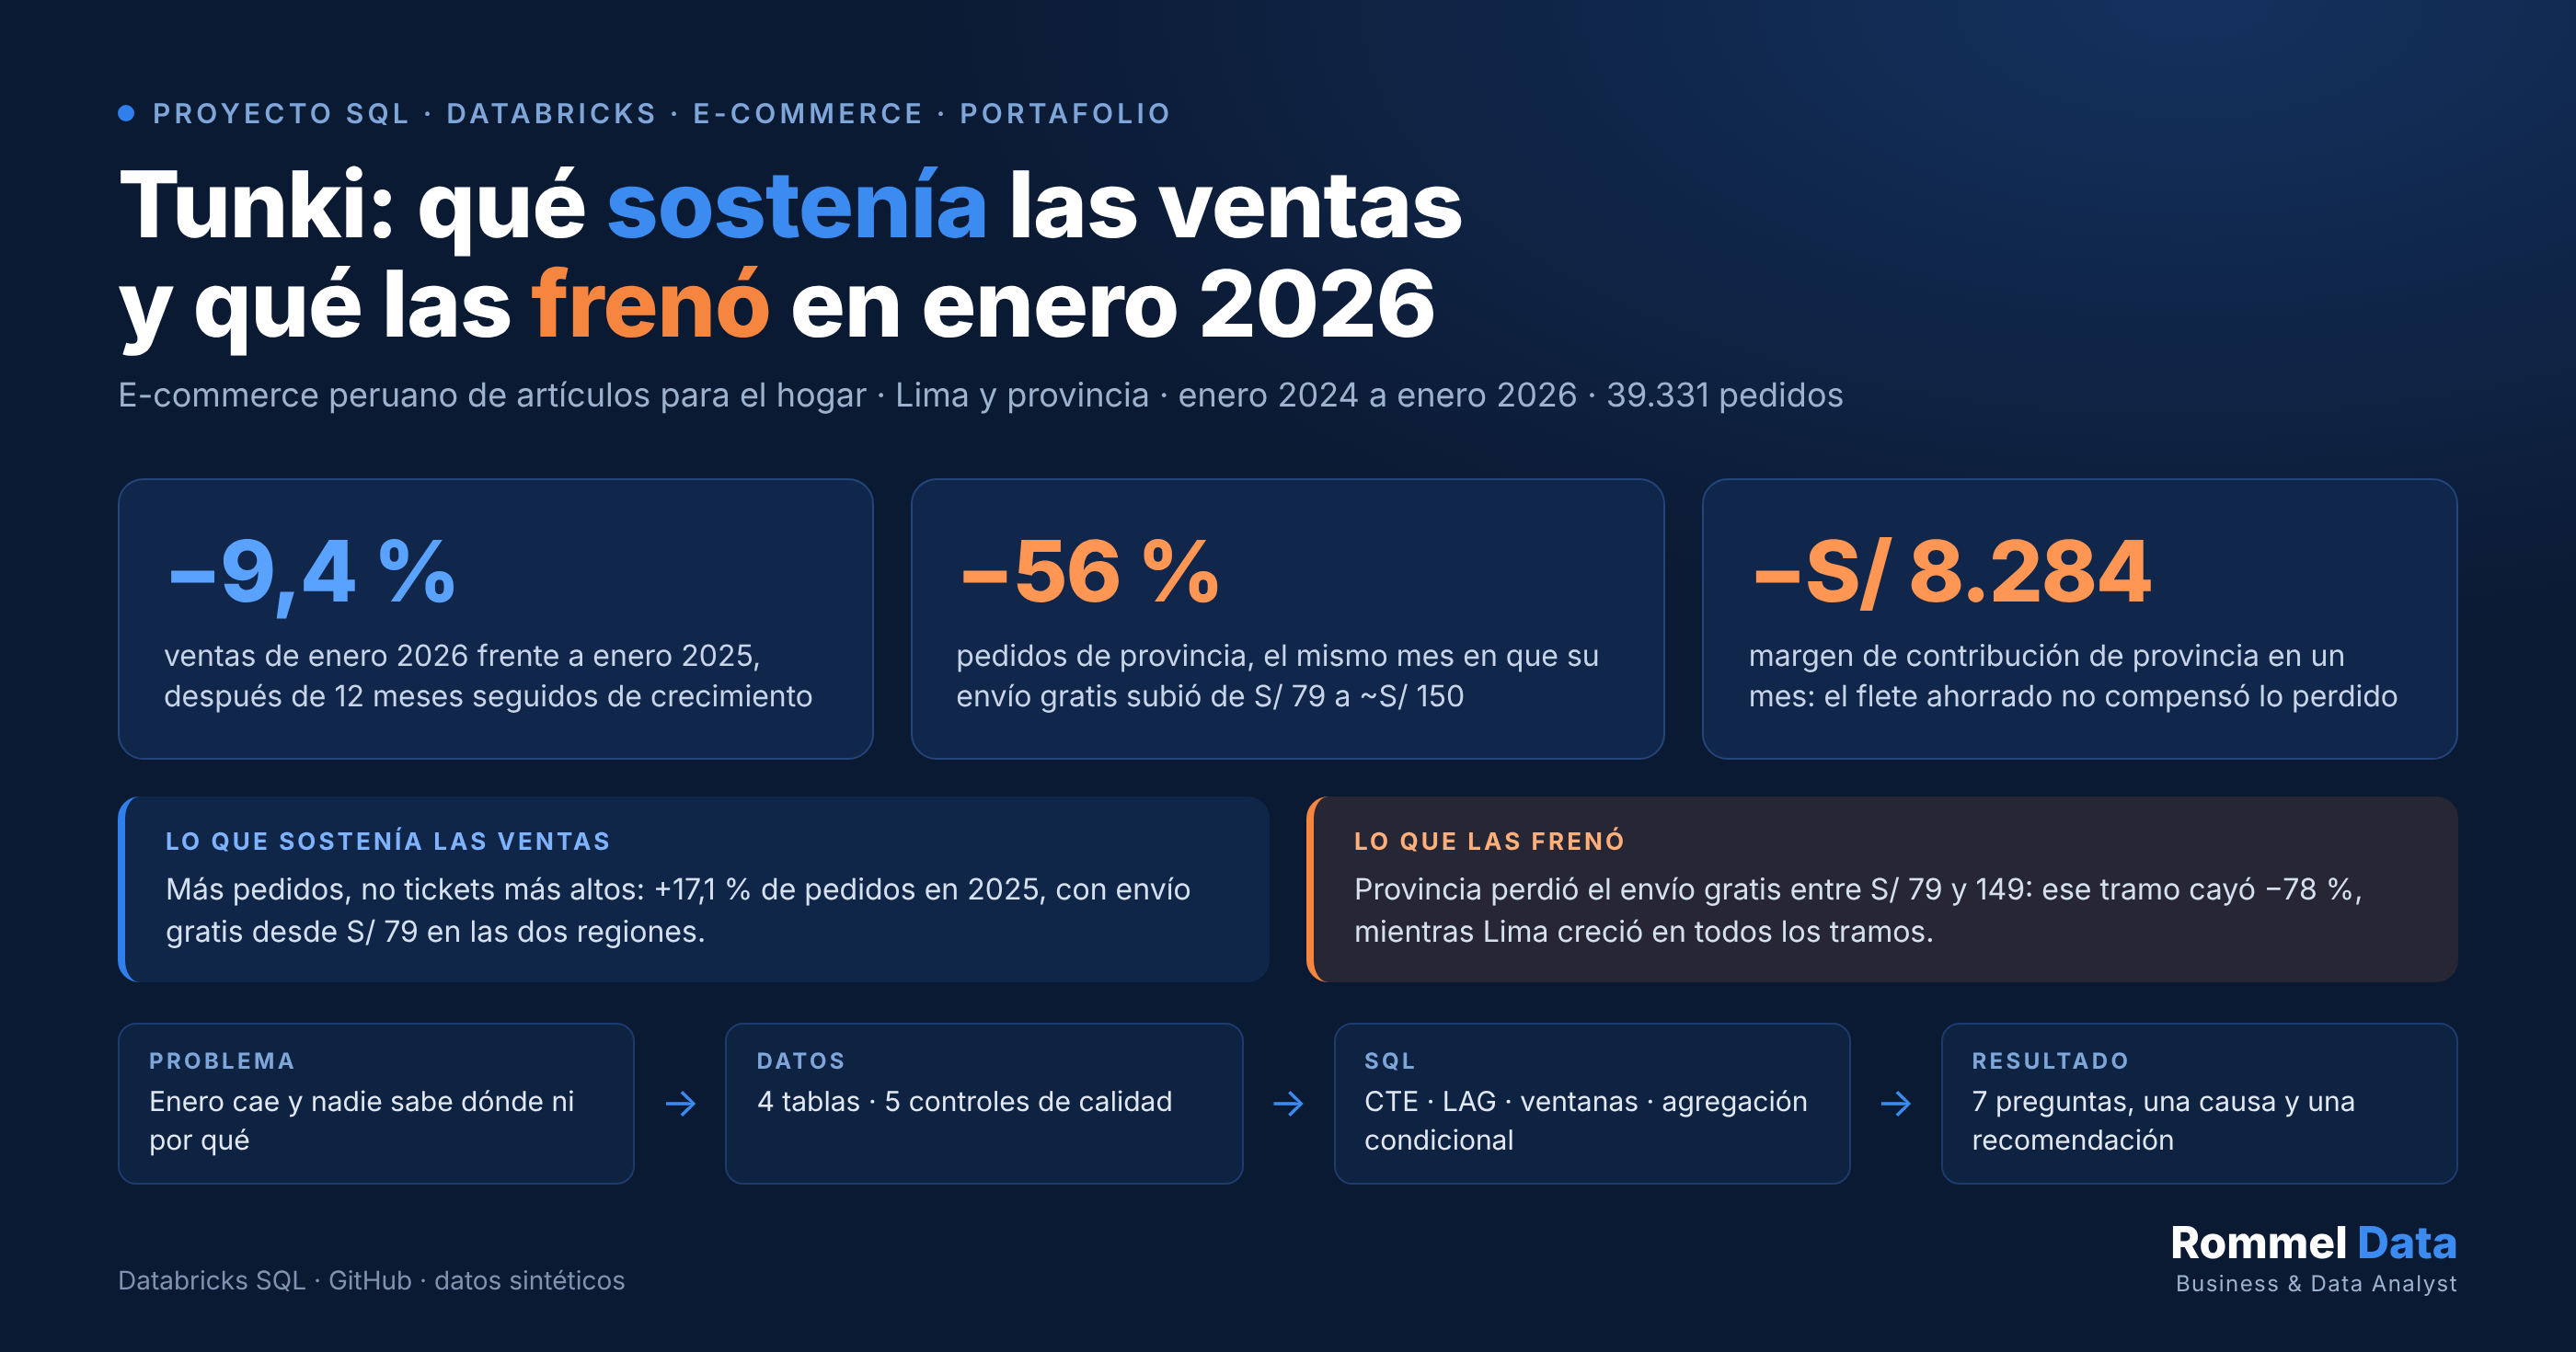 PROYECTO SQL · DATABRICKS · E-COMMERCE · PORTAFOLIO
Tunki: qué sostenía las ventas
y qué las frenó en enero 2026
E-commerce peruano de artículos para el hogar · Lima y provincia · enero 2024 a enero 2026 · 39.331 pedidos
−9,4 %
ventas de enero 2026 frente a enero 2025,
después de 12 meses seguidos de crecimiento
−56 %
pedidos de provincia, el mismo mes en que su
envío gratis subió de S/ 79 a ~S/ 150
−S/ 8.284
margen de contribución de provincia en un
mes: el flete ahorrado no compensó lo perdido
LO QUE SOSTENÍA LAS VENTAS
Más pedidos, no tickets más altos: +17,1 % de pedidos en 2025, con envío
gratis desde S/ 79 en las dos regiones.
LO QUE LAS FRENÓ
Provincia perdió el envío gratis entre S/ 79 y 149: ese tramo cayó −78 %,
mientras Lima creció en todos los tramos.
PROBLEMA
Enero cae y nadie sabe dónde ni
por qué
→
DATOS
4 tablas · 5 controles de calidad
→
SQL
CTE · LAG · ventanas · agregación
condicional
→
RESULTADO
7 preguntas, una causa y una
recomendación
Databricks SQL · GitHub · datos sintéticos
Rommel Data
Business & Data Analyst